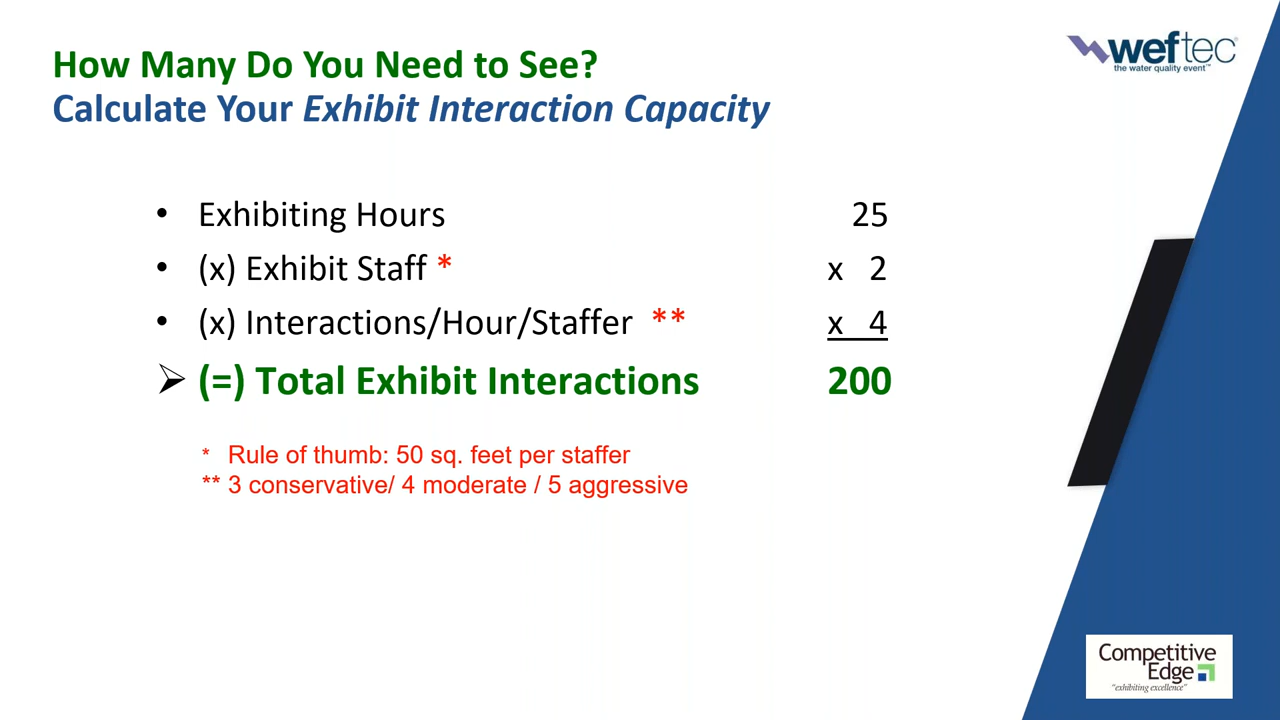 How Many Do You Need to See?
Calculate Your Exhibit Interaction Capacity
weftec
the water quality event™
• Exhibiting Hours 25
• (x) Exhibit Staff * x 2
• (x) Interactions/Hour/Staffer ** x 4
➢ (=) Total Exhibit Interactions 200
* Rule of thumb: 50 sq. feet per staffer
** 3 conservative/ 4 moderate / 5 aggressive
Competitive
Edge
"exhibiting excellence"